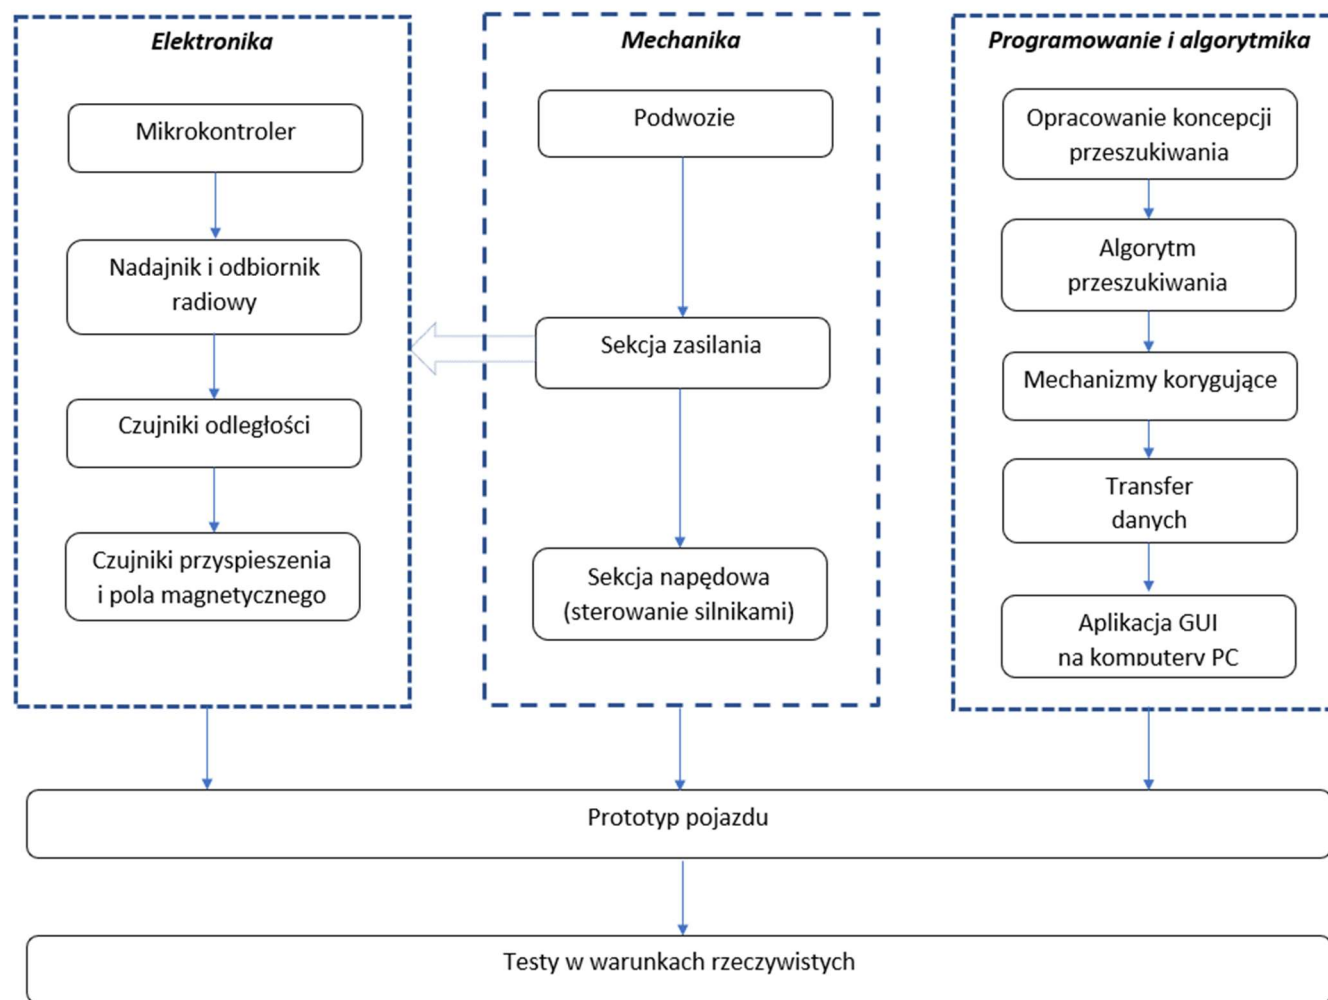 Elektronika
Mikrokontroler
Nadajnik i odbiornik
radiowy
Czujniki odległości
Czujniki przyspieszenia
i pola magnetycznego
Mechanika
Podwozie
Sekcja zasilania
Sekcja napędowa
(sterowanie silnikami)
Programowanie i algorytmika
Opracowanie koncepcji
przeszukiwania
Algorytm
przeszukiwania
Mechanizmy korygujące
Transfer
danych
Aplikacja GUI
na komputery PC
Prototyp pojazdu
Testy w warunkach rzeczywistych